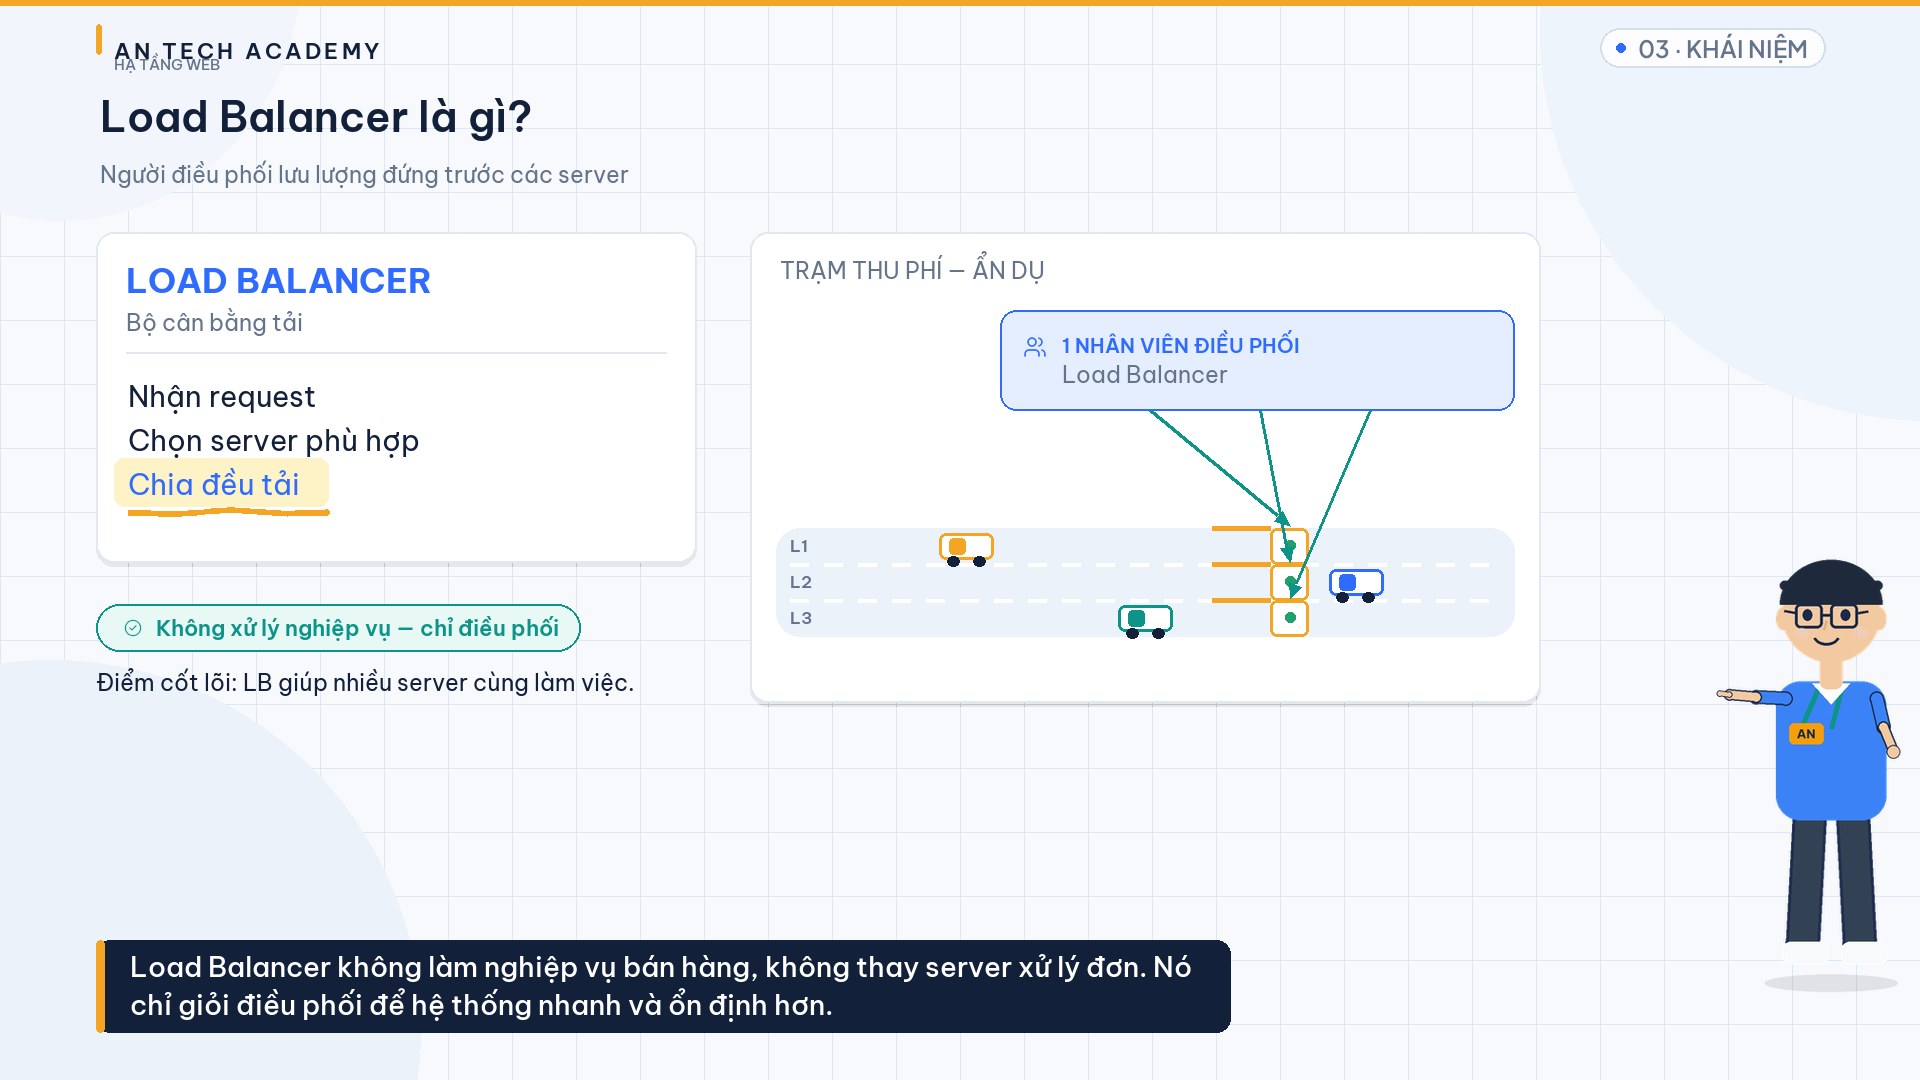 AN TECH ACADEMY
HẠ TẦNG WEB
03 · KHÁI NIỆM
Load Balancer là gì?
Người điều phối lưu lượng đứng trước các server
LOAD BALANCER
Bộ cân bằng tải
Nhận request
Chọn server phù hợp
Chia đều tải
Không xử lý nghiệp vụ — chỉ điều phối
Điểm cốt lõi: LB giúp nhiều server cùng làm việc.
TRẠM THU PHÍ — ẨN DỤ
1 NHÂN VIÊN ĐIỀU PHỐI
Load Balancer
L1
L2
L3
AN
Load Balancer không làm nghiệp vụ bán hàng, không thay server xử lý đơn. Nó
chỉ giỏi điều phối để hệ thống nhanh và ổn định hơn.